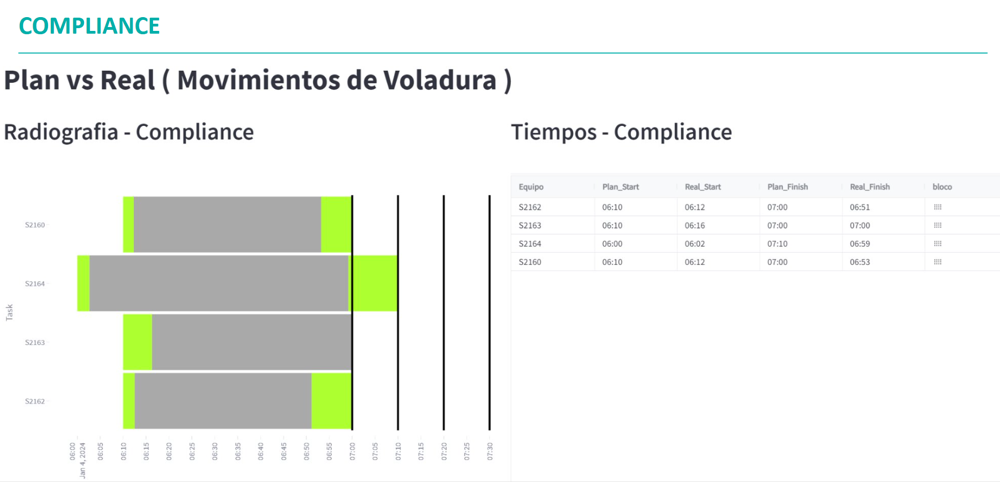 COMPLIANCE
Plan vs Real ( Movimientos de Voladura )
Radiografia - Compliance
Task
S2160
S2164
S2163
S2162
06:00 06:05 06:10 06:15 06:20 06:25 06:30 06:35 06:40 06:45 06:50 06:55 07:00 07:05 07:10 07:15 07:20 07:25 07:30
Jan 4, 2024
Tiempos - Compliance
Equipo Plan_Start Real_Start Plan_Finish Real_Finish bloco
S2162 06:10 06:12 07:00 06:51
S2163 06:10 06:16 07:00 07:00
S2164 06:00 06:02 07:10 06:59
S2160 06:10 06:12 07:00 06:53